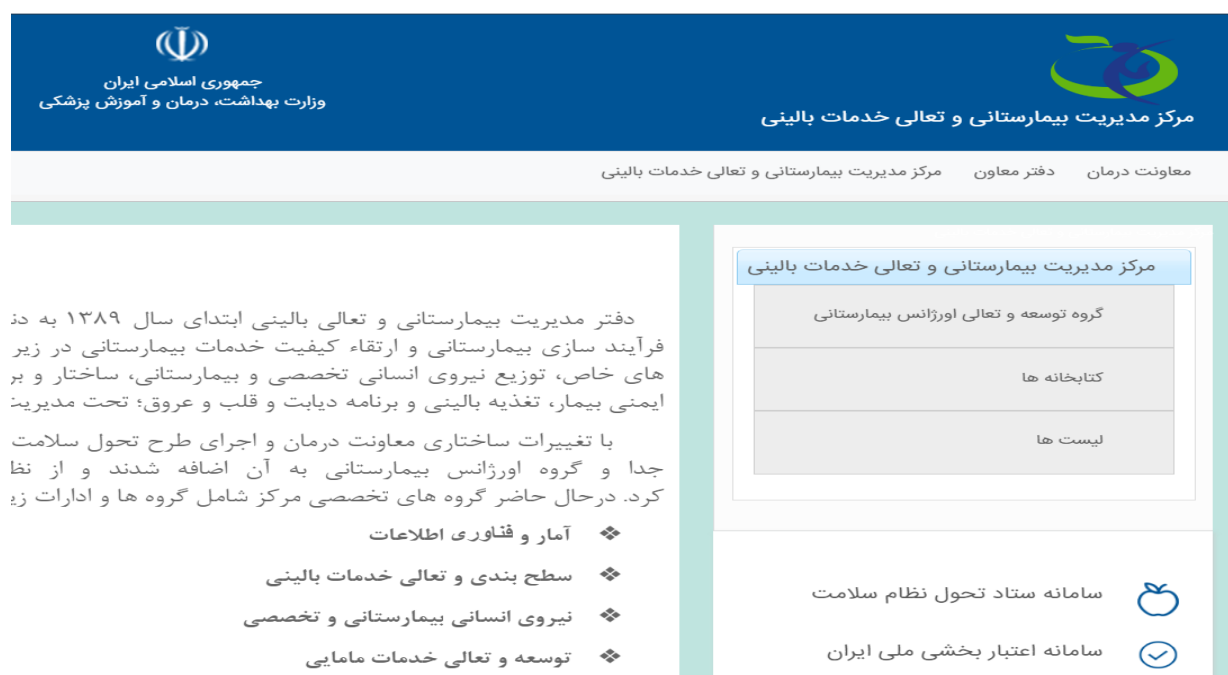 مرکز مدیریت بیمارستانی و تعالی خدمات بالینی
جمهوری اسلامی ایران
وزارت بهداشت، درمان و آموزش پزشکی
معاونت درمان
دفتر معاون
مرکز مدیریت بیمارستانی و تعالی خدمات بالینی
مرکز مدیریت بیمارستانی و تعالی خدمات بالینی
گروه توسعه و تعالی اورژانس بیمارستانی
کتابخانه ها
لیست ها
سامانه ستاد تحول نظام سلامت
سامانه اعتبار بخشی ملی ایران
دفتر مدیریت بیمارستانی و تعالی بالینی ابتدای سال ۱۳۸۹ به
فرآیند سازی بیمارستانی و ارتقاء کیفیت خدمات بیمارستانی در زیر
های خاص، توزیع نیروی انسانی تخصصی و بیمارستانی، ساختار و
ایمنی بیمار، تغذیه بالینی و برنامه دیابت و قلب و عروق؛ تحت مدیریت
با تغییرات ساختاری معاونت درمان و اجرای طرح تحول سلامت
جدا و گروه اورژانس بیمارستانی به آن اضافه شدند و از
کرد. درحال حاضر گروه های تخصصی مرکز شامل گروه ها و ادارات
❖ آمار و فناوری اطلاعات
❖ سطح بندی و تعالی خدمات بالینی
❖ نیروی انسانی بیمارستانی و تخصصی
❖ توسعه و تعالی خدمات مامایی